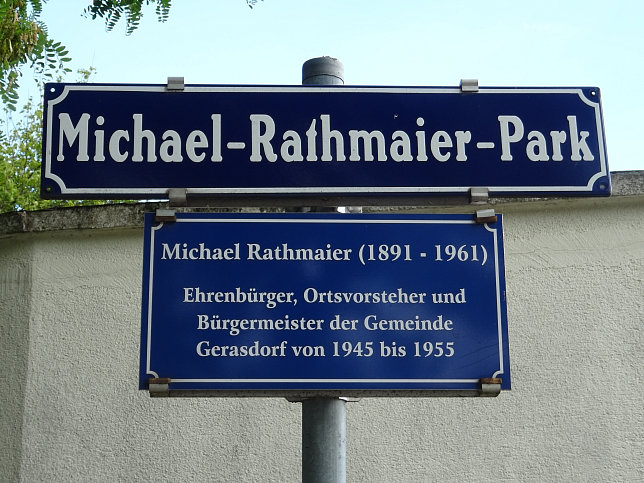 Michael-Rathmaier-Park
Michael Rathmaier (1891 - 1961)
Ehrenbürger, Ortsvorsteher und
Bürgermeister der Gemeinde
Gerasdorf von 1945 bis 1955